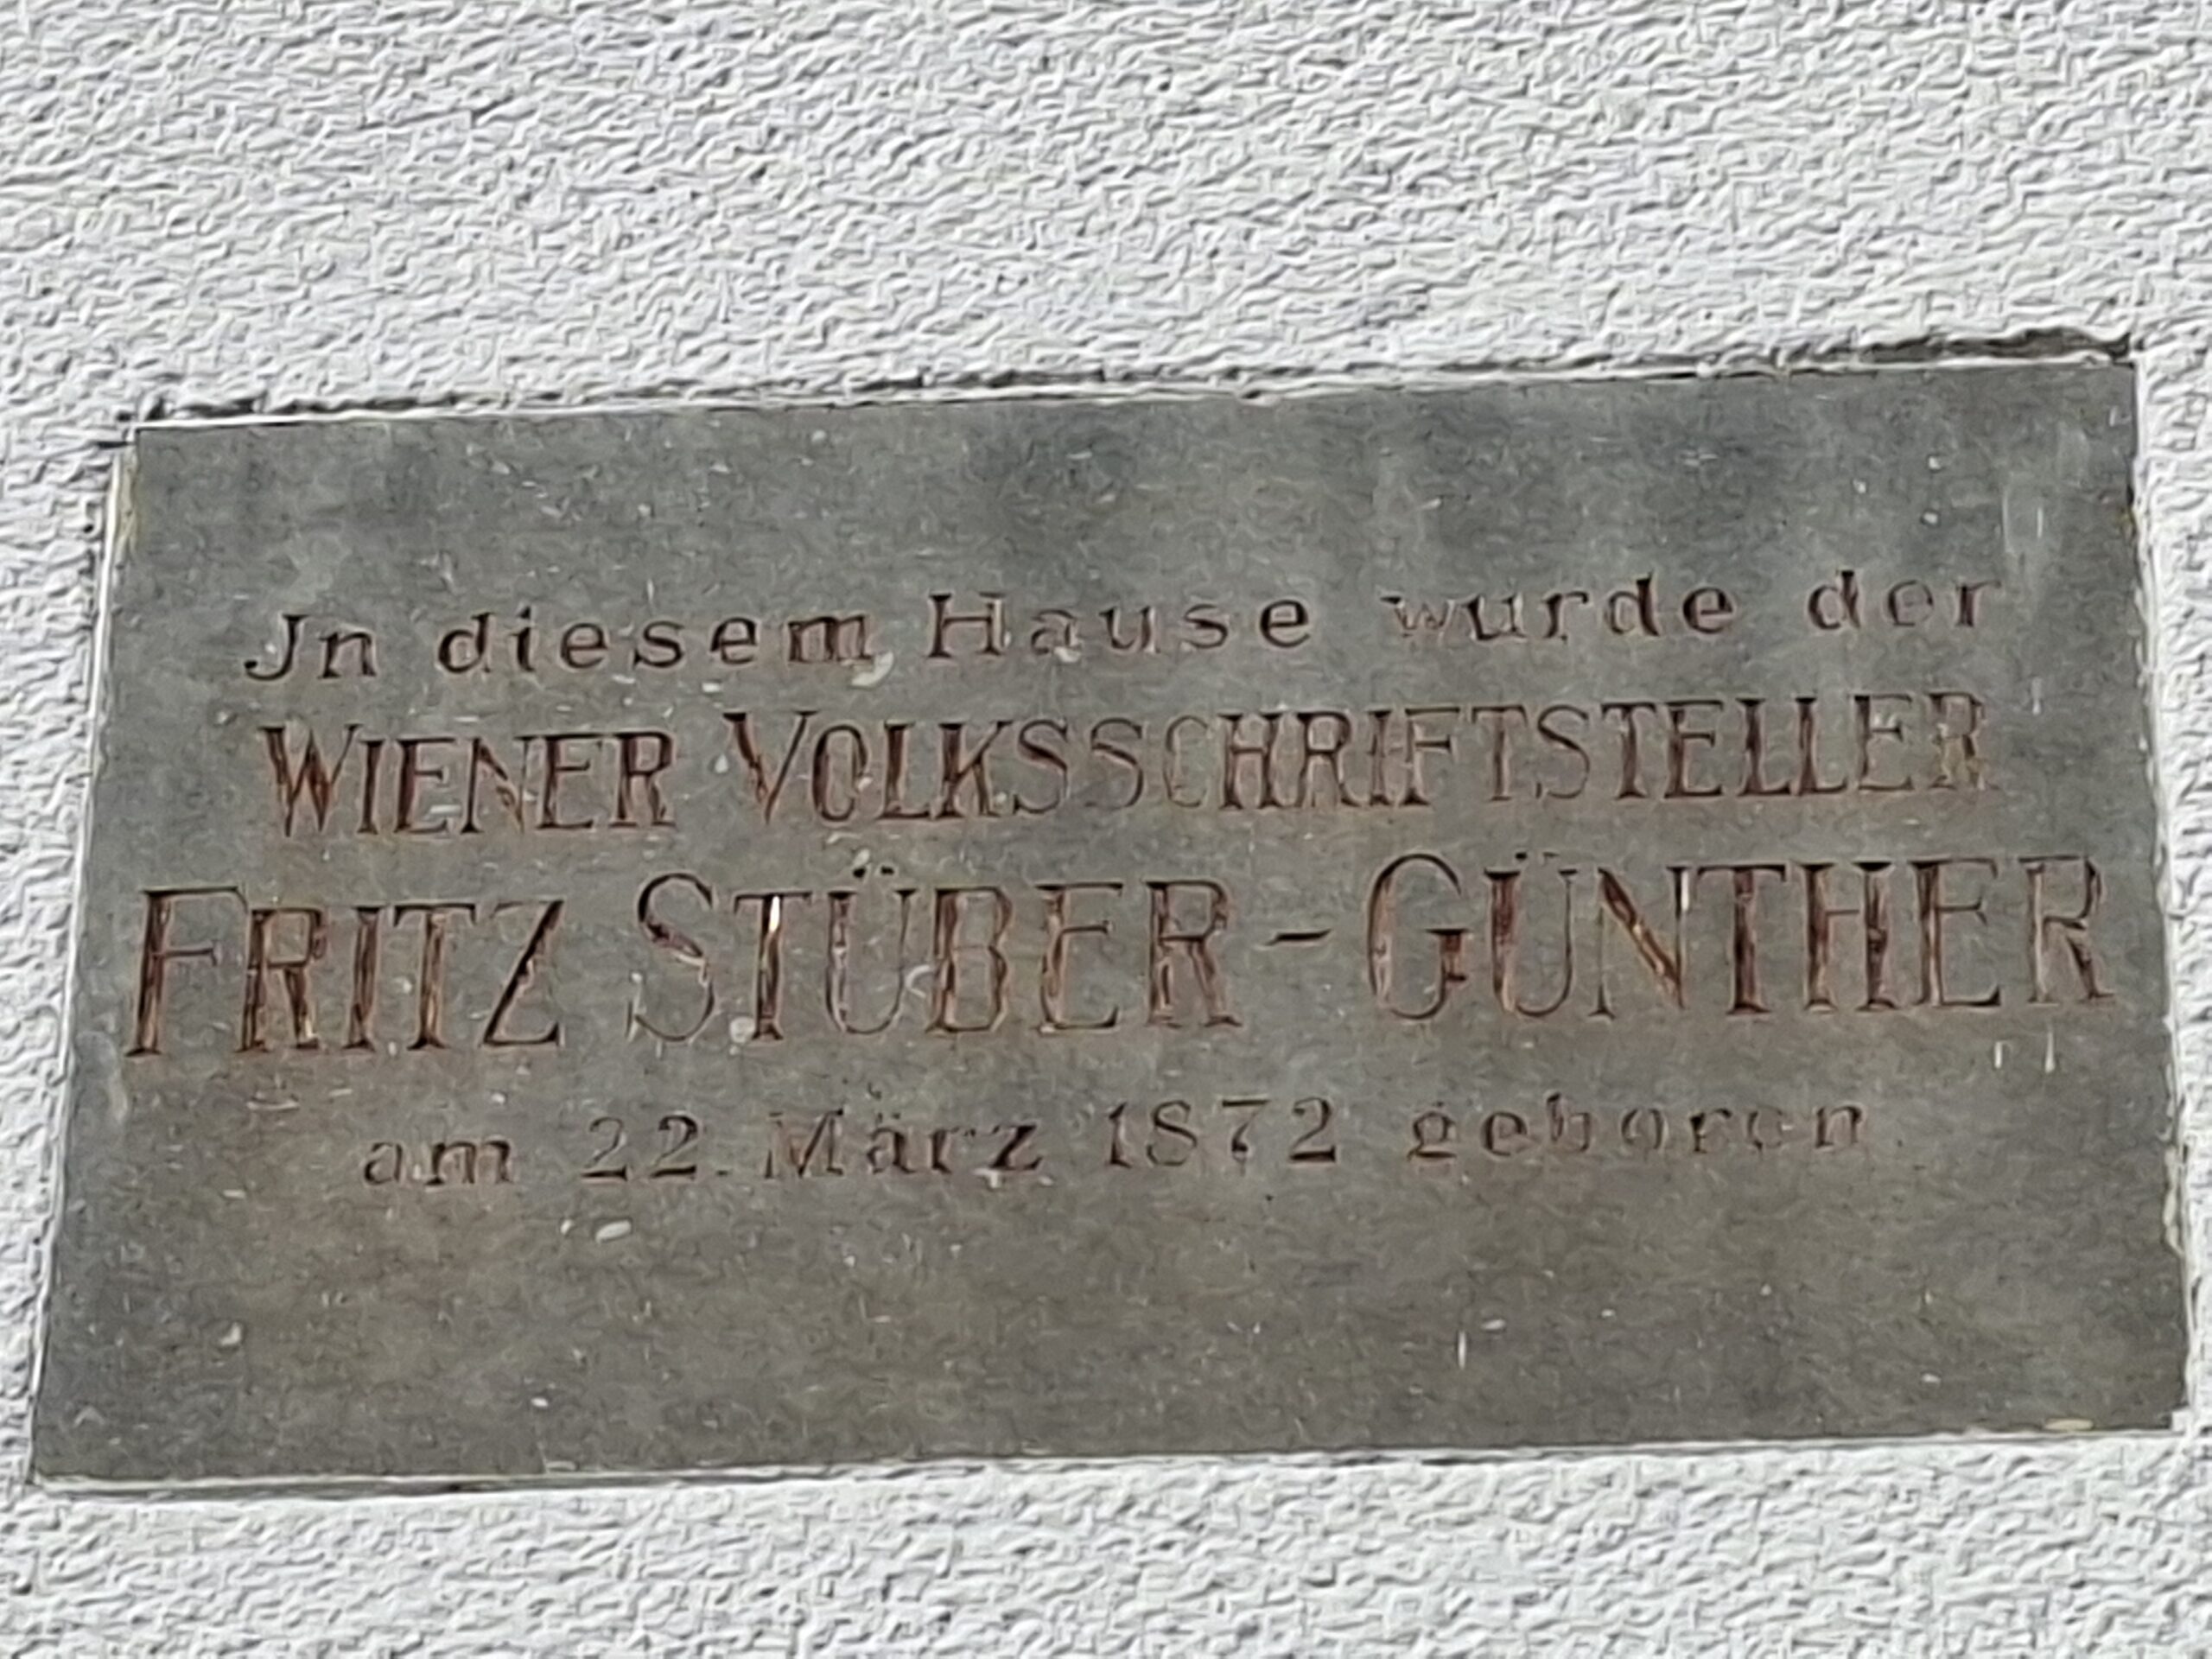 Jn diesem Hause wurde der
WIENER VOLKSSCHRIFTSTELLER
FRITZ STÜBER-GÜNTHER
am 22. März 1872 geboren